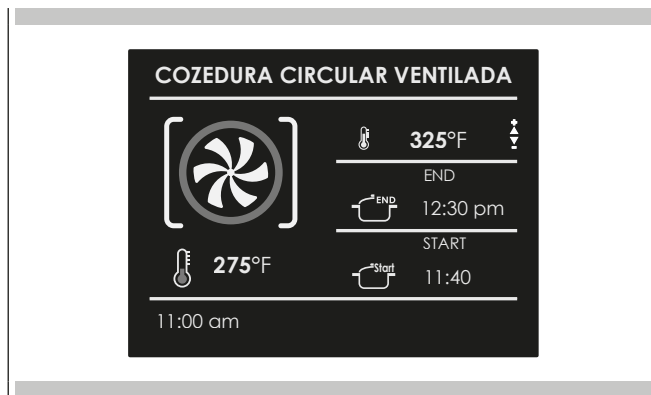 COZEDURA CIRCULAR VENTILADA
325°F
END
END
12:30 pm
START
275°F
Start
11:40
11:00 am